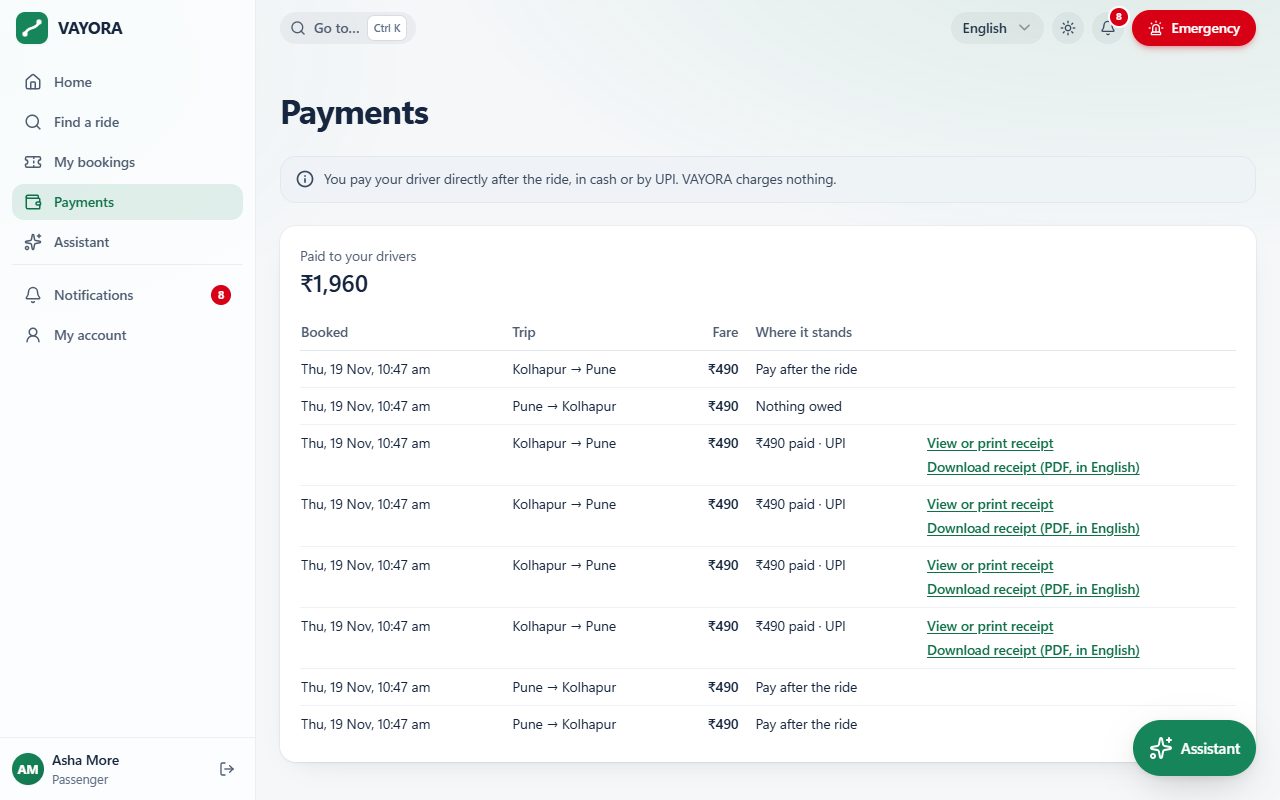 VAYORA
Go to... Ctrl K
English
8
Emergency
Home
Find a ride
My bookings
Payments
Assistant
Notifications 8
My account
Payments
You pay your driver directly after the ride, in cash or by UPI. VAYORA charges nothing.
Paid to your drivers
₹1,960
Booked Trip Fare Where it stands
Thu, 19 Nov, 10:47 am Kolhapur → Pune ₹490 Pay after the ride
Thu, 19 Nov, 10:47 am Pune → Kolhapur ₹490 Nothing owed
Thu, 19 Nov, 10:47 am Kolhapur → Pune ₹490 ₹490 paid · UPI View or print receipt
Download receipt (PDF, in English)
Thu, 19 Nov, 10:47 am Kolhapur → Pune ₹490 ₹490 paid · UPI View or print receipt
Download receipt (PDF, in English)
Thu, 19 Nov, 10:47 am Kolhapur → Pune ₹490 ₹490 paid · UPI View or print receipt
Download receipt (PDF, in English)
Thu, 19 Nov, 10:47 am Kolhapur → Pune ₹490 ₹490 paid · UPI View or print receipt
Download receipt (PDF, in English)
Thu, 19 Nov, 10:47 am Pune → Kolhapur ₹490 Pay after the ride
Thu, 19 Nov, 10:47 am Pune → Kolhapur ₹490 Pay after the ride
Assistant
AM
Asha More
Passenger